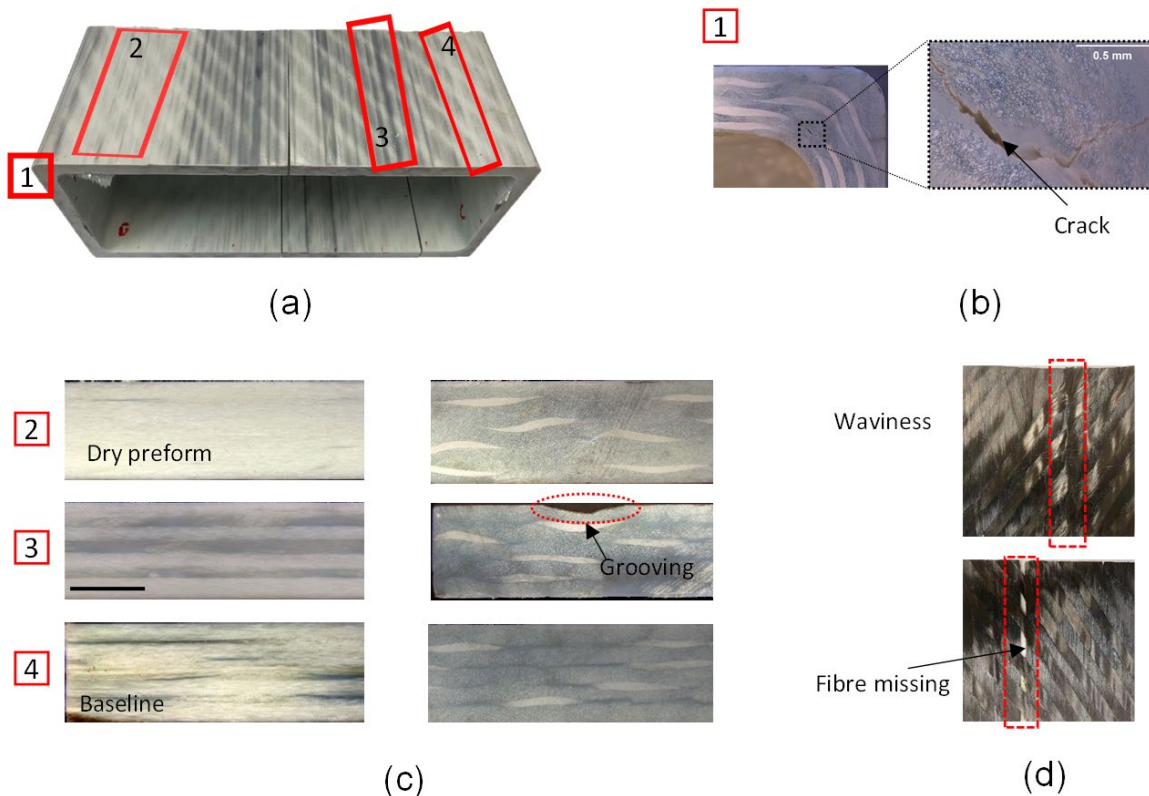 2
3
4
1
(a)
1
0.5 mm
Crack
(b)
2
Dry preform
3
Grooving
4
Baseline
(c)
Waviness
Fibre missing
(d)